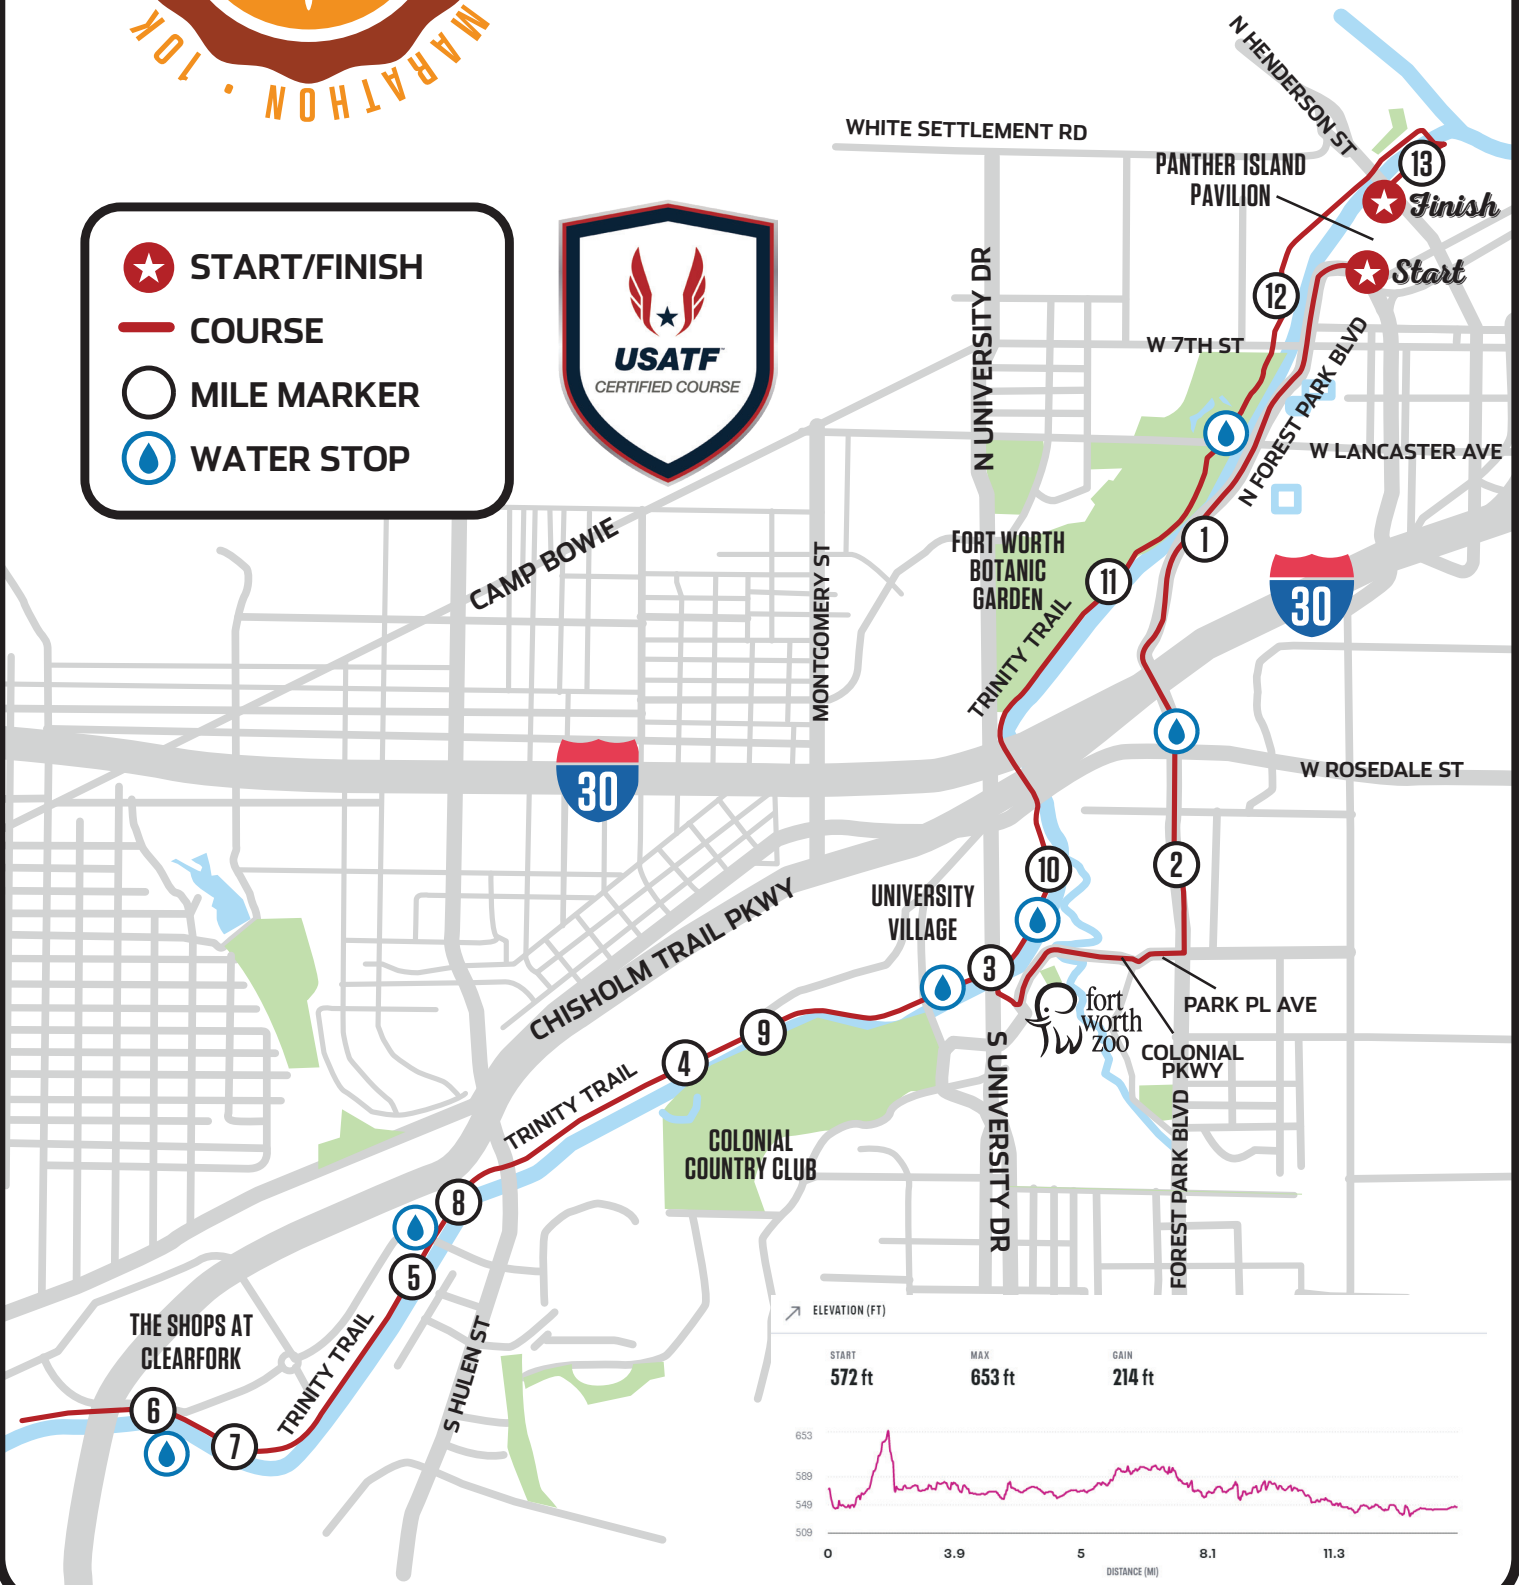 MARATHON • 10K
START/FINISH
COURSE
MILE MARKER
WATER STOP
USATF
CERTIFIED COURSE
N HENDERSON ST
WHITE SETTLEMENT RD
PANTHER ISLAND
PAVILION
13
Finish
Start
12
N UNIVERSITY DR
W 7TH ST
N FOREST PARK BLVD
W LANCASTER AVE
CAMP BOWIE
MONTGOMERY ST
FORT WORTH
BOTANIC
GARDEN
1
11
30
TRINITY TRAIL
30
W ROSEDALE ST
10
2
UNIVERSITY
VILLAGE
CHISHOLM TRAIL PKWY
3
fort
worth
zoo
PARK PL AVE
COLONIAL
PKWY
9
4
TRINITY TRAIL
S UNIVERSITY DR
FOREST PARK BLVD
COLONIAL
COUNTRY CLUB
8
5
THE SHOPS AT
CLEARFORK
TRINITY TRAIL
S HULEN ST
6
7
ELEVATION (FT)
START
MAX
GAIN
572 ft
653 ft
214 ft
653
589
549
509
0
3.9
5
8.1
11.3
DISTANCE (MI)